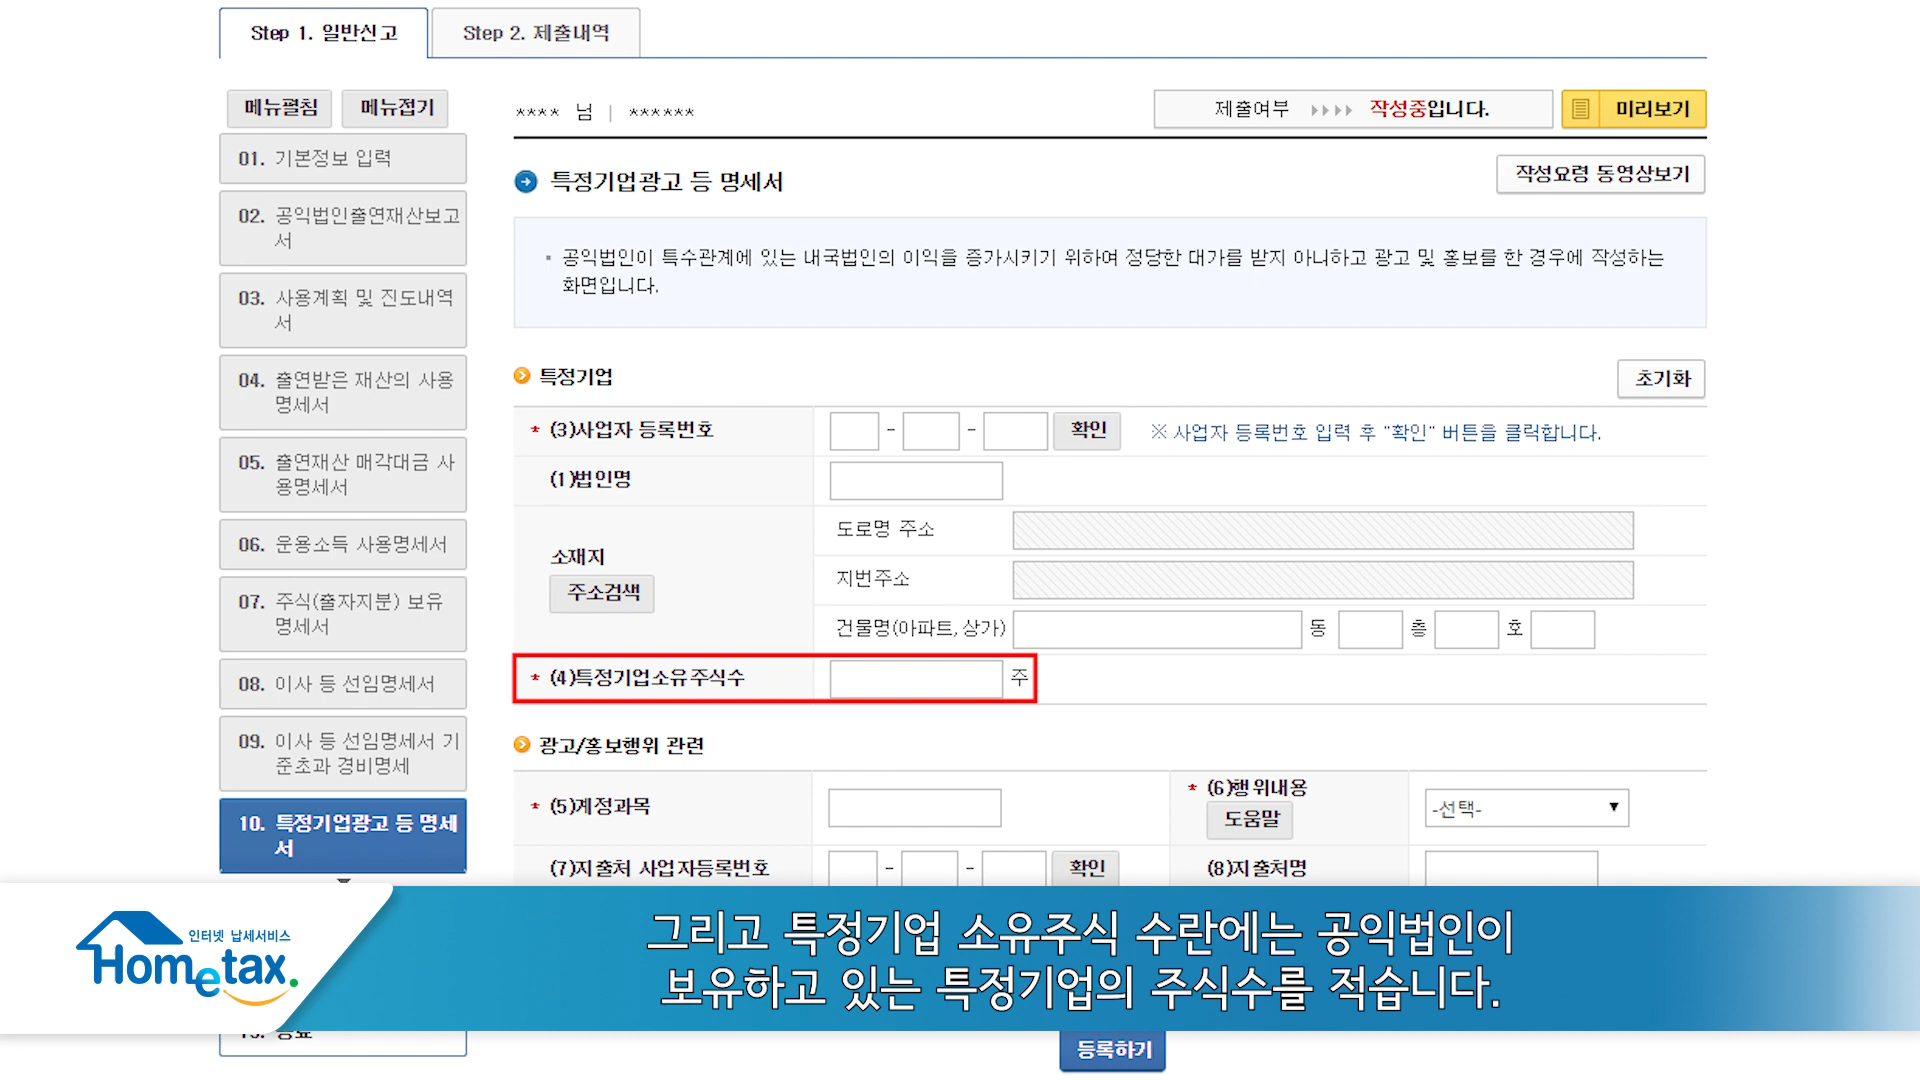 Step 1. 일반신고
Step 2. 제출내역
메뉴펼침
메뉴접기
**** 님 | ******
제출여부
작성중입니다.
미리보기
01. 기본정보 입력
02. 공익법인출연재산보고
서
03. 사용계획 및 진도내역
서
04. 출연받은 재산의 사용
명세서
05. 출연재산 매각대금 사
용명세서
06. 운용소득 사용명세서
07. 주식(출자지분) 보유
명세서
08. 이사 등 선임명세서
09. 이사 등 선임명세서 기
준초과 경비명세
10. 특정기업광고 등 명세
서
특정기업광고 등 명세서
작성요령 동영상보기
공익법인이 특수관계에 있는 내국법인의 이익을 증가시키기 위하여 정당한 대가를 받지 아니하고 광고 및 홍보를 한 경우에 작성하는
화면입니다.
특정기업
초기화
* (3)사업자 등록번호
- -
확인
※ 사업자 등록번호 입력 후 "확인" 버튼을 클릭합니다.
(1)법인명
소재지
주소검색
도로명 주소
지번주소
건물명(아파트,상가) 동 층 호
* (4)특정기업소유주식수 주
광고/홍보행위 관련
* (5)계정과목
* (6)행위내용
도움말
-선택-
(7)지출처 사업자등록번호
- -
확인
(8)지출처명
인터넷 납세서비스
Hometax.
그리고 특정기업 소유주식 수란에는 공익법인이
보유하고 있는 특정기업의 주식수를 적습니다.
등록하기